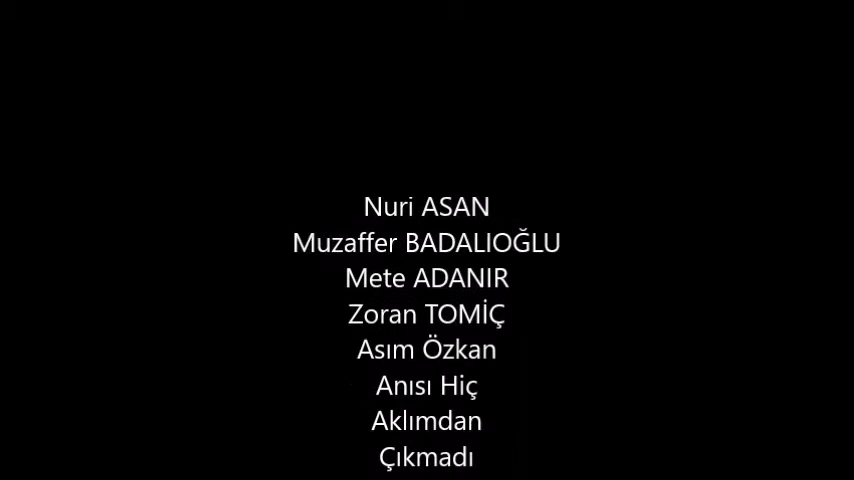 Nuri ASAN
Muzaffer BADALIOĞLU
Mete ADANIR
Zoran TOMİÇ
Asım Özkan
Anısı Hiç
Aklımdan
Çıkmadı